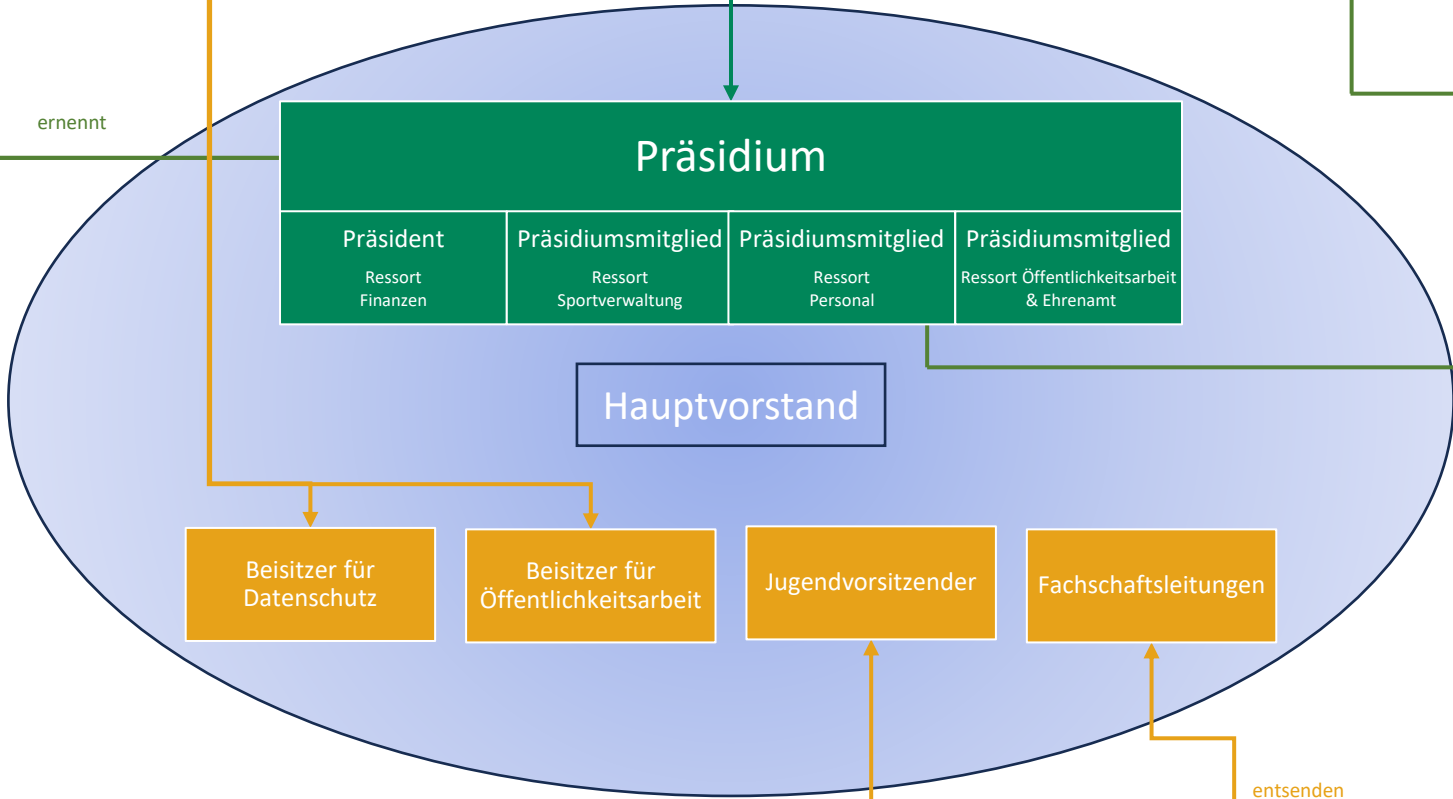 ernennt
Präsidium
Präsident
Ressort
Finanzen
Präsidiumsmitglied
Ressort
Sportverwaltung
Präsidiumsmitglied
Ressort
Personal
Präsidiumsmitglied
Ressort Öffentlichkeitsarbeit
& Ehrenamt
Hauptvorstand
Beisitzer für
Datenschutz
Beisitzer für
Öffentlichkeitsarbeit
Jugendvorsitzender
Fachschaftsleitungen
entsenden